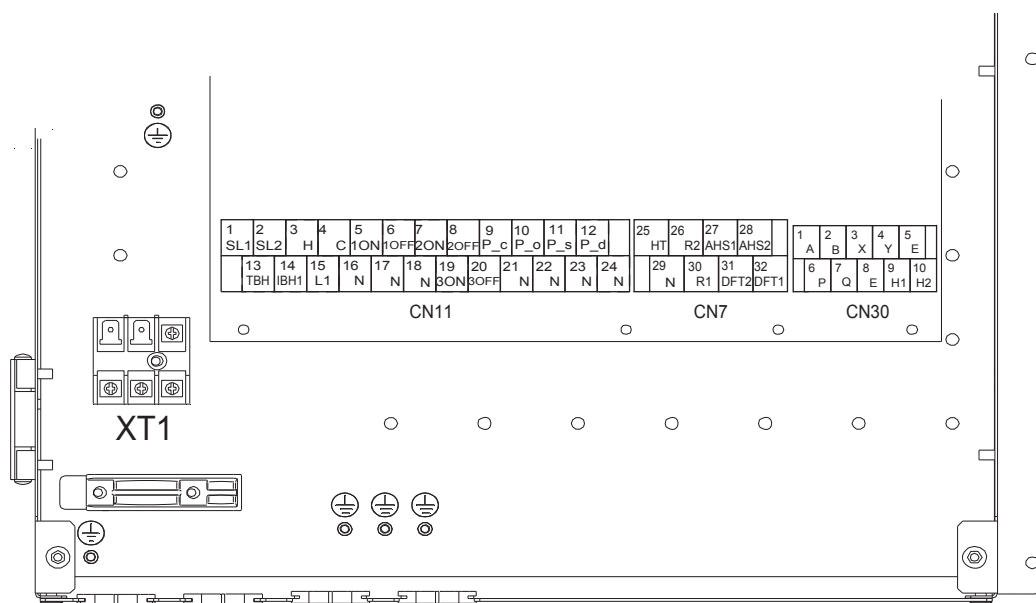 1 2 3 4 5 6 7 8 9 10 11 12
SL1 SL2 H C 1ON 1OFF 2ON 2OFF P_c P_o P_s P_d
13 14 15 16 17 18 19 20 21 22 23 24
TBH IBH1 L1 N N N 3ON 3OFF N N N N
CN11
25 26 27 28
HT R2 AHS1 AHS2
29 30 31 32
N R1 DFT2 DFT1
CN7
1 2 3 4 5
A B X Y E
6 7 8 9 10
P Q E H1 H2
CN30
XT1